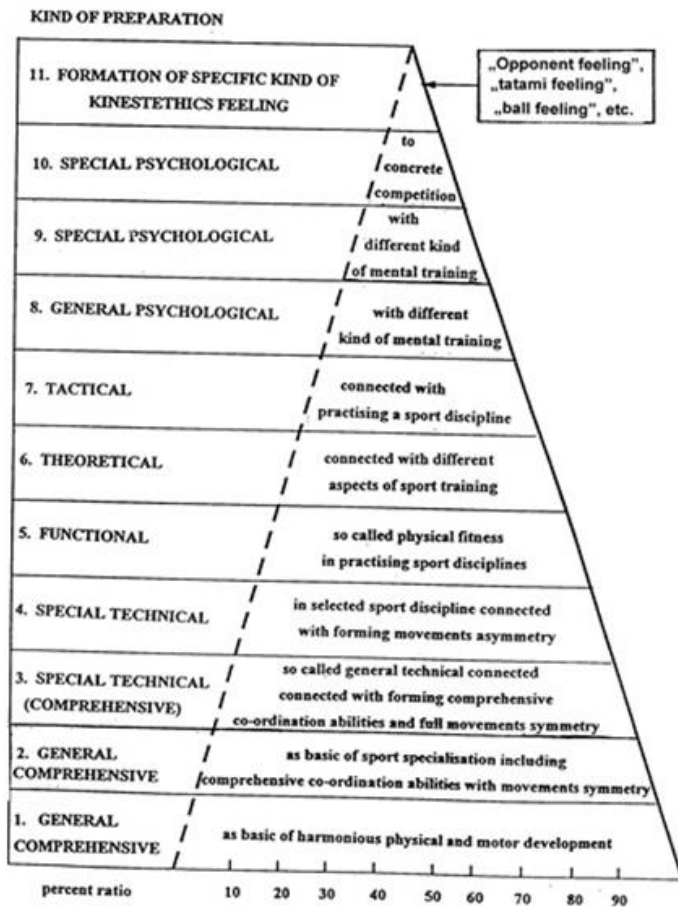 KIND OF PREPARATION
11. FORMATION OF SPECIFIC KIND OF
KINESTETHICS FEELING
„Opponent feeling”,
„tatami feeling”,
„ball feeling”, etc.
10. SPECIAL PSYCHOLOGICAL
to
concrete
competition
9. SPECIAL PSYCHOLOGICAL
with
different kind
of mental training
8. GENERAL PSYCHOLOGICAL
with different
kind of mental training
7. TACTICAL
connected with
practising a sport discipline
6. THEORETICAL
connected with different
aspects of sport training
5. FUNCTIONAL
so called physical fitness
in practising sport disciplines
4. SPECIAL TECHNICAL
in selected sport discipline connected
with forming movements asymmetry
3. SPECIAL TECHNICAL
(COMPREHENSIVE)
so called general technical connected
connected with forming comprehensive
co-ordination abilities and full movements symmetry
2. GENERAL
COMPREHENSIVE
as basic of sport specialisation including
comprehensive co-ordination abilities with movements symmetry
1. GENERAL
COMPREHENSIVE
as basic of harmonious physical and motor development
percent ratio 10 20 30 40 50 60 70 80 90